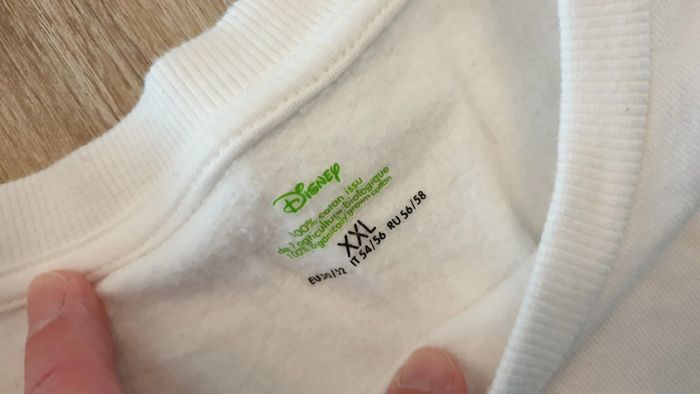 Disney
100% coton issu
de l'agriculture biologique
100% organically grown cotton
XXL
EU 50/52 IT 54/56 RU 56/58